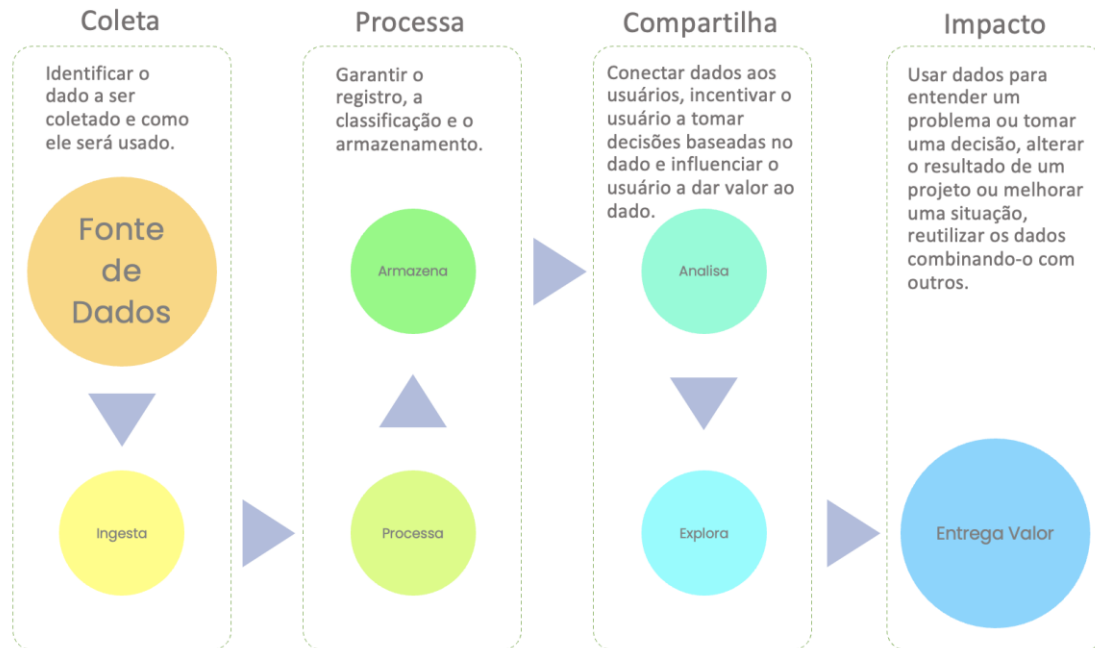 Coleta
Identificar o
dado a ser
coletado e como
ele será usado.
Fonte
de
Dados
Ingesta
Processa
Garantir o
registro, a
classificação e o
armazenamento.
Armazena
Processa
Compartilha
Conectar dados aos
usuários, incentivar o
usuário a tomar
decisões baseadas no
dado e influenciar o
usuário a dar valor ao
dado.
Analisa
Explora
Impacto
Usar dados para
entender um
problema ou tomar
uma decisão, alterar
o resultado de um
projeto ou melhorar
uma situação,
reutilizar os dados
combinando-o com
outros.
Entrega Valor